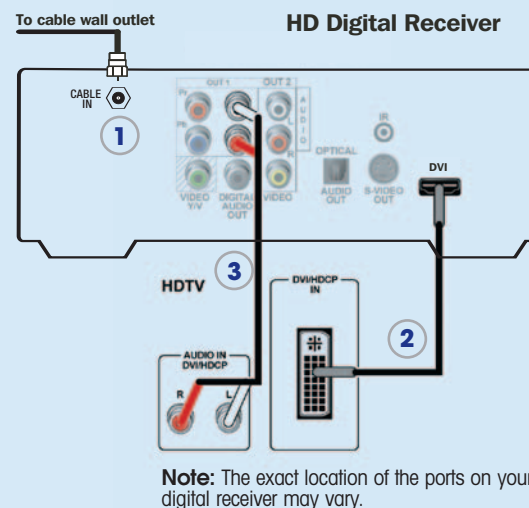 To cable wall outlet
HD Digital Receiver
CABLE
IN
1
OUT 1
OUT 2
Pr
Pb
L
R
AUDIO
IR
OPTICAL
DVI
VIDEO
Y/V
DIGITAL
AUDIO
OUT
VIDEO
AUDIO
OUT
S-VIDEO
OUT
3
HDTV
DVI/HDCP
IN
2
AUDIO IN
DVI/HDCP
R
L
Note: The exact location of the ports on your
digital receiver may vary.